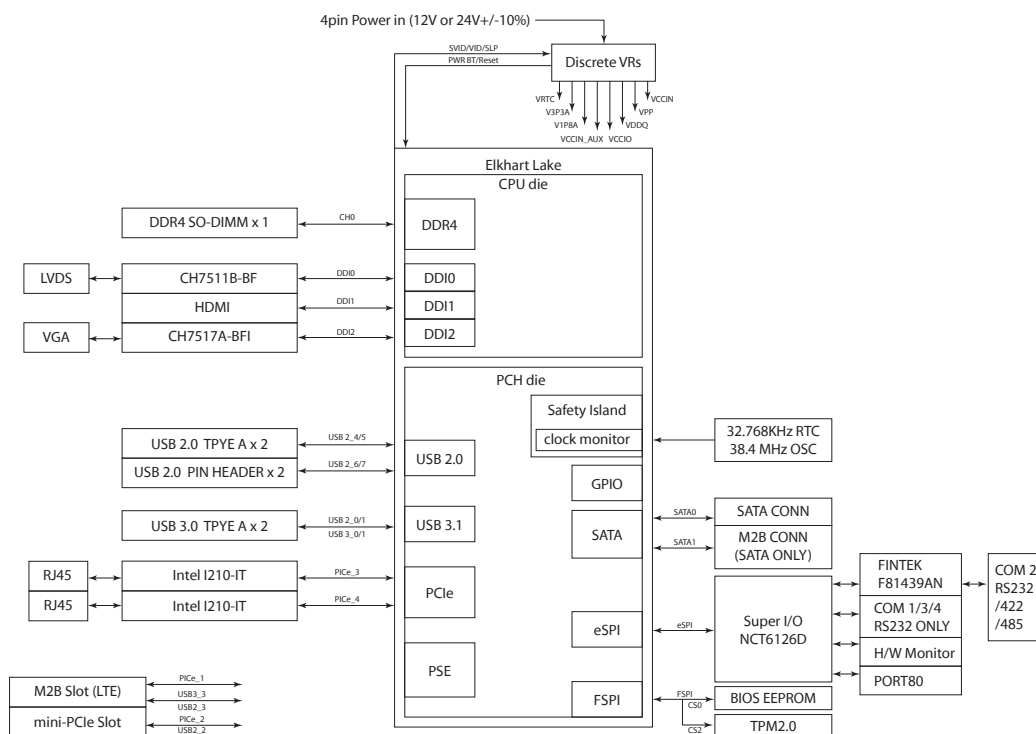 4pin Power in (12V or 24V+/-10%)
SVID/VID/SLP
PWR BT/Reset
Discrete VRs
VRTC
V3P3A
V1P8A
VCCIN_AUX
VCCIO
VDDQ
VPP
VCCIN
Elkhart Lake
CPU die
DDR4 SO-DIMM x 1
CH0
DDR4
LVDS
CH7511B-BF
DDI0
DDI0
HDMI
DDI1
DDI1
VGA
CH7517A-BFI
DDI2
DDI2
PCH die
Safety Island
clock monitor
32.768KHz RTC
38.4 MHz OSC
USB 2.0 TPYE A x 2
USB 2_4/5
USB 2.0
USB 2.0 PIN HEADER x 2
USB 2_6/7
GPIO
USB 3.0 TPYE A x 2
USB 2_0/1
USB 3_0/1
USB 3.1
SATA
SATA0
SATA CONN
SATA1
M2B CONN
(SATA ONLY)
RJ45
Intel I210-IT
PICe_3
RJ45
Intel I210-IT
PICe_4
PCIe
eSPI
eSPI
Super I/O
NCT6126D
FINTEK
F81439AN
COM 2
RS232
/422
/485
COM 1/3/4
RS232 ONLY
H/W Monitor
PORT80
PSE
FSPI
FSPI
CS0
BIOS EEPROM
CS2
TPM2.0
M2B Slot (LTE)
PICe_1
USB3_3
USB2_3
mini-PCIe Slot
PICe_2
USB2_2